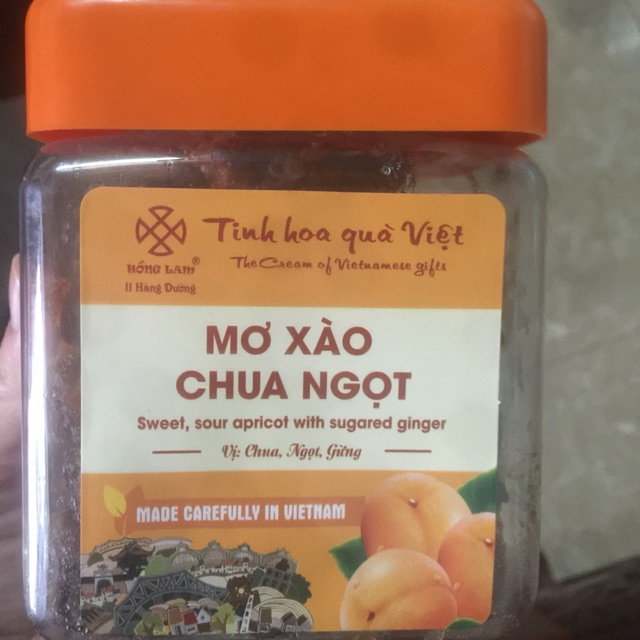 Tinh hoa quà Việt
The Cream of Vietnamese gifts
HỒNG LAM®
11 Hàng Đường
MƠ XÀO
CHUA NGỌT
Sweet, sour apricot with sugared ginger
Vị: Chua, Ngọt, Gừng
MADE CAREFULLY IN VIETNAM